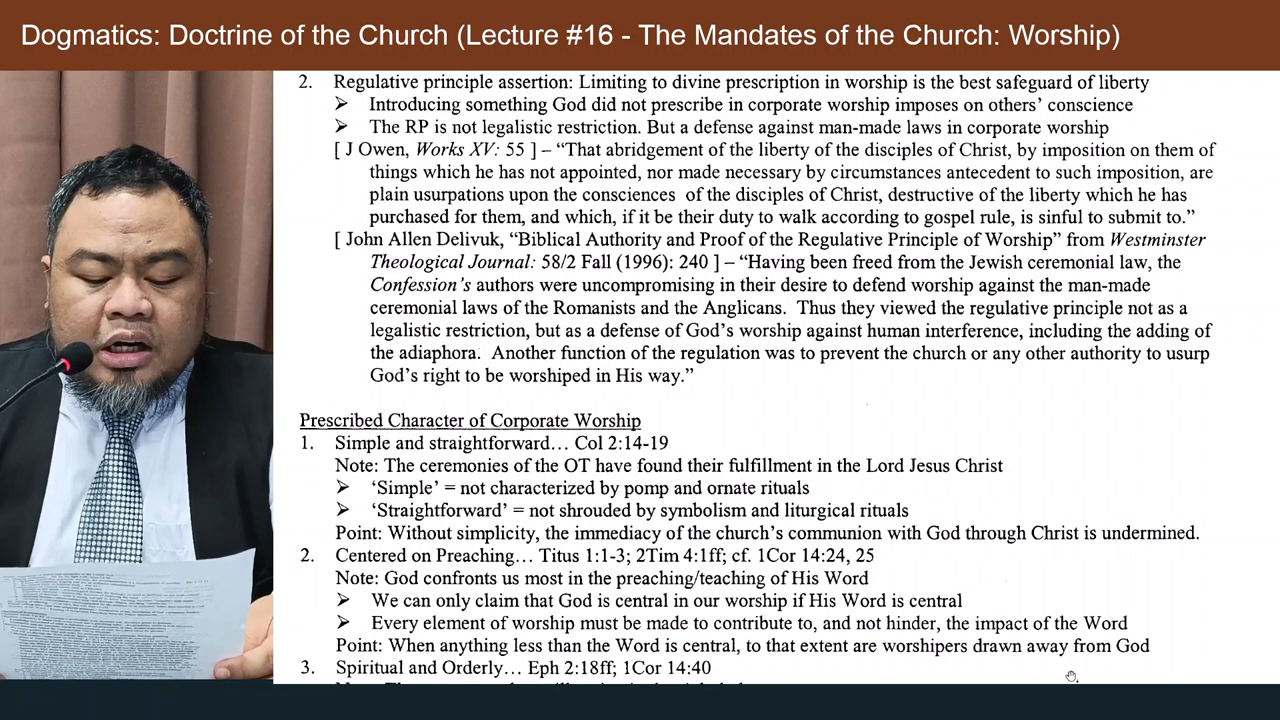 Dogmatics: Doctrine of the Church (Lecture #16 - The Mandates of the Church: Worship)
2. Regulative principle assertion: Limiting to divine prescription in worship is the best safeguard of liberty
➢ Introducing something God did not prescribe in corporate worship imposes on others’ conscience
➢ The RP is not legalistic restriction. But a defense against man-made laws in corporate worship
[ J Owen, Works XV: 55 ] – “That abridgement of the liberty of the disciples of Christ, by imposition on them of
things which he has not appointed, nor made necessary by circumstances antecedent to such imposition, are
plain usurpations upon the consciences of the disciples of Christ, destructive of the liberty which he has
purchased for them, and which, if it be their duty to walk according to gospel rule, is sinful to submit to.”
[ John Allen Delivuk, “Biblical Authority and Proof of the Regulative Principle of Worship” from Westminster
Theological Journal: 58/2 Fall (1996): 240 ] – “Having been freed from the Jewish ceremonial law, the
Confession’s authors were uncompromising in their desire to defend worship against the man-made
ceremonial laws of the Romanists and the Anglicans. Thus they viewed the regulative principle not as a
legalistic restriction, but as a defense of God’s worship against human interference, including the adding of
the adiaphora. Another function of the regulation was to prevent the church or any other authority to usurp
God’s right to be worshiped in His way.”
Prescribed Character of Corporate Worship
1. Simple and straightforward… Col 2:14-19
Note: The ceremonies of the OT have found their fulfillment in the Lord Jesus Christ
➢ ‘Simple’ = not characterized by pomp and ornate rituals
➢ ‘Straightforward’ = not shrouded by symbolism and liturgical rituals
Point: Without simplicity, the immediacy of the church’s communion with God through Christ is undermined.
2. Centered on Preaching… Titus 1:1-3; 2Tim 4:1ff; cf. 1Cor 14:24, 25
Note: God confronts us most in the preaching/teaching of His Word
➢ We can only claim that God is central in our worship if His Word is central
➢ Every element of worship must be made to contribute to, and not hinder, the impact of the Word
Point: When anything less than the Word is central, to that extent are worshipers drawn away from God
3. Spiritual and Orderly… Eph 2:18ff; 1Cor 14:40